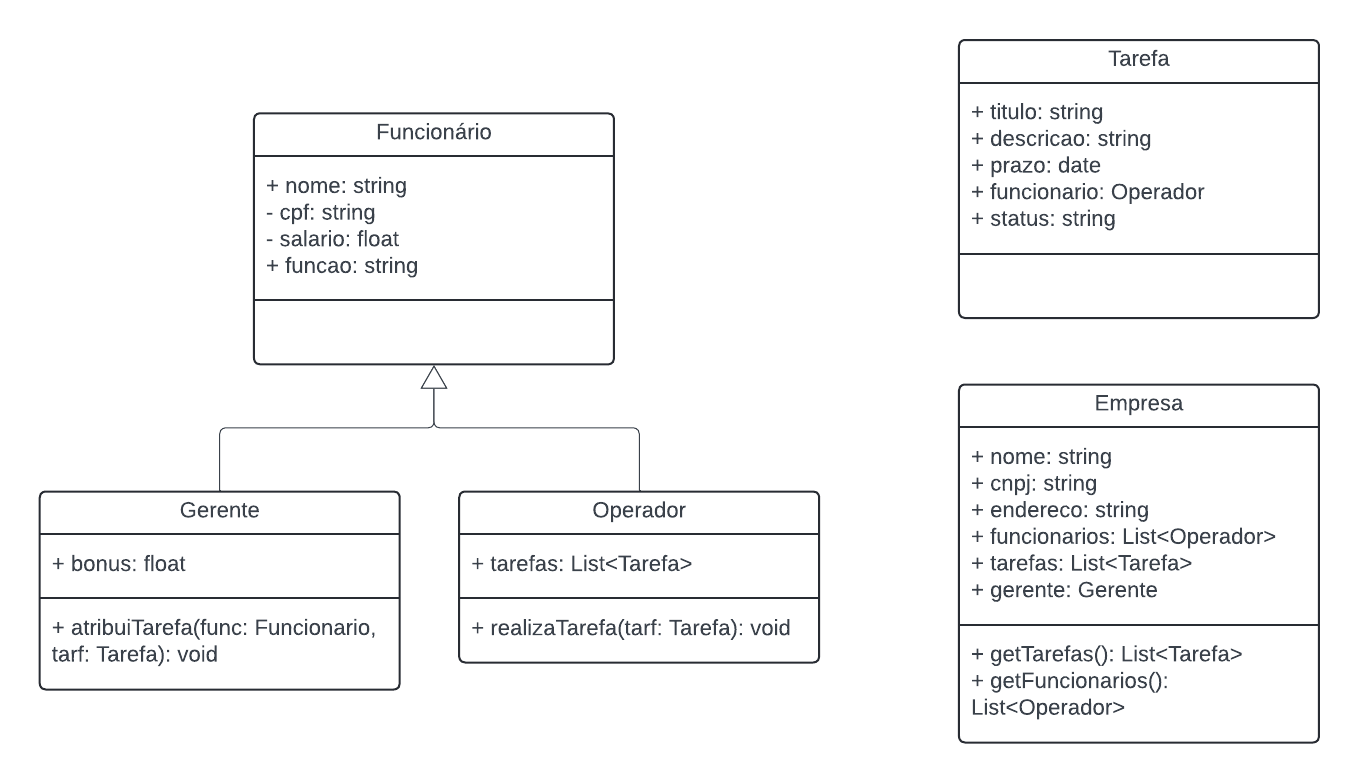 Funcionário
+ nome: string
- cpf: string
- salário: float
+ funcao: string
Gerente
+ bonus: float
+ atribuiTarefa(func: Funcionario,
tarf: Tarefa): void
Operador
+ tarefas: List<Tarefa>
+ realizaTarefa(tarf: Tarefa): void
Tarefa
+ titulo: string
+ descricao: string
+ prazo: date
+ funcionario: Operador
+ status: string
Empresa
+ nome: string
+ cnpj: string
+ endereco: string
+ funcionarios: List<Operador>
+ tarefas: List<Tarefa>
+ gerente: Gerente
+ getTarefas(): List<Tarefa>
+ getFuncionarios():
List<Operador>